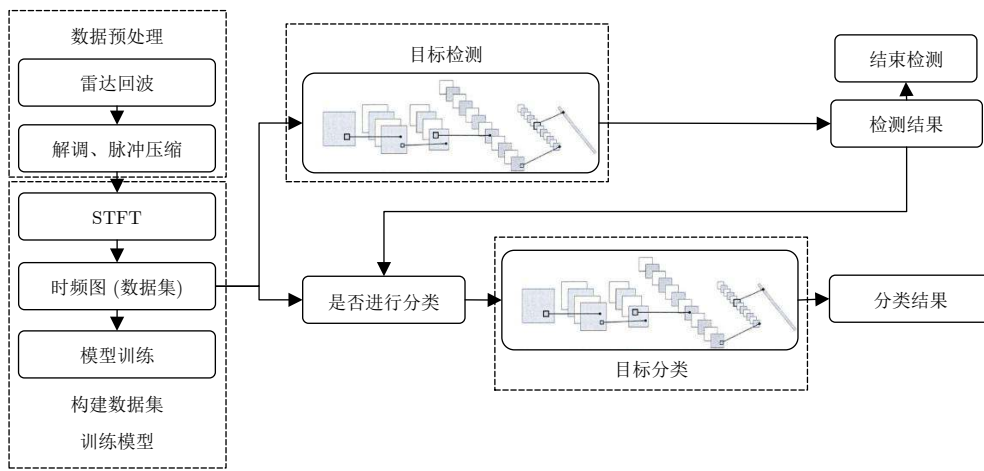 数据预处理
雷达回波
解调、脉冲压缩
STFT
时频图 (数据集)
模型训练
构建数据集
训练模型
目标检测
结束检测
检测结果
是否进行分类
目标分类
分类结果